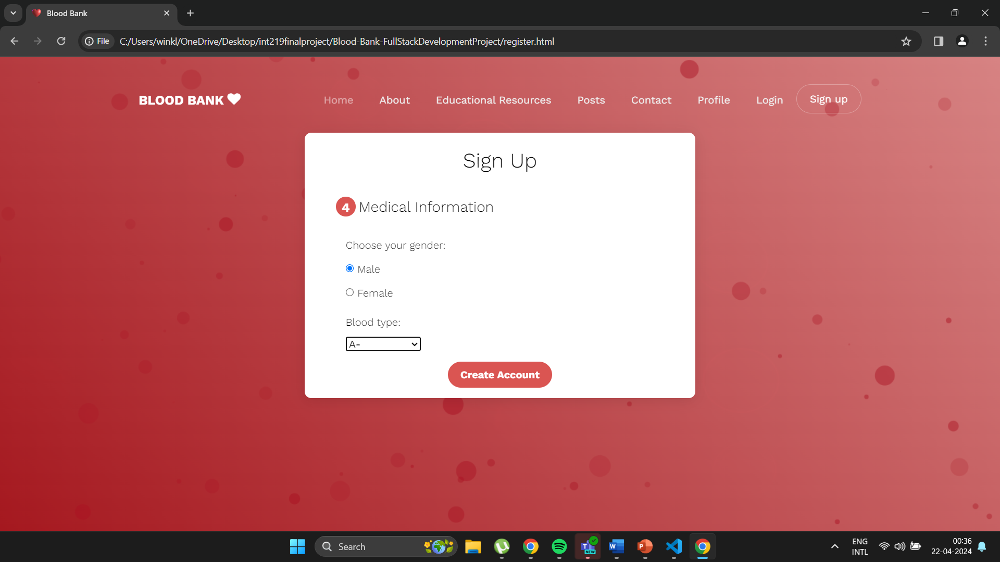 Blood Bank
File C:/Users/winkl/OneDrive/Desktop/int219finalproject/Blood-Bank-FullStackDevelopmentProject/register.html
BLOOD BANK Home About Educational Resources Posts Contact Profile Login Sign up
Sign Up
4 Medical Information
Choose your gender:
Male
Female
Blood type:
A-
Create Account
Search
T
NEW
W
P
ENG
INTL
00:36
22-04-2024